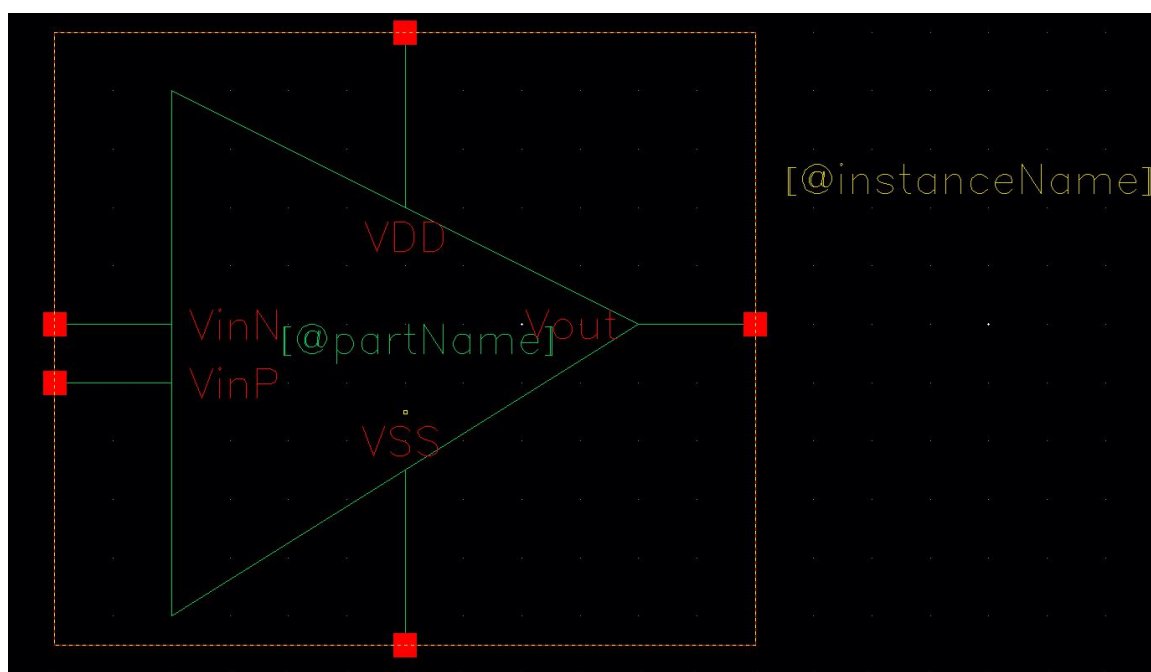 [@instanceName]
VDD
VinN
[@partName]
Vout
VinP
VSS